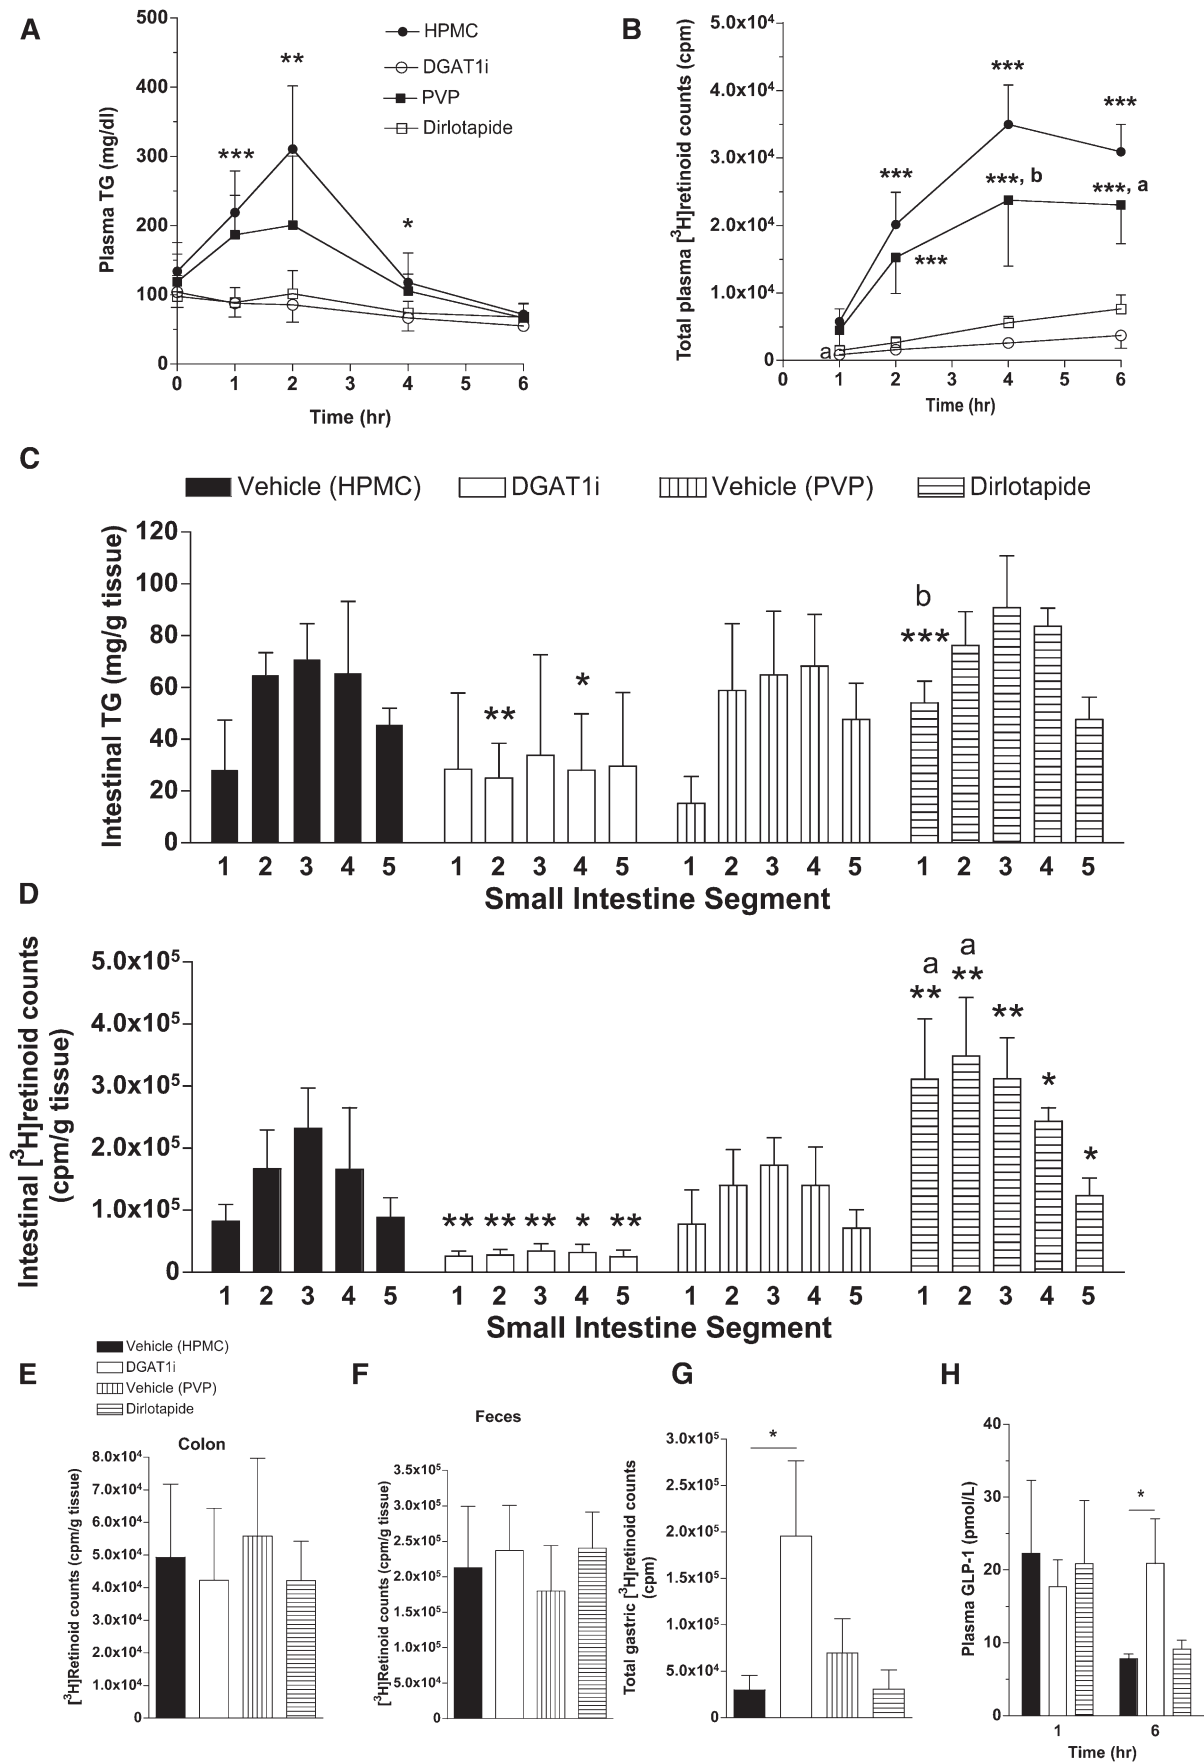 A
500
400
300
200
100
0
Plasma TG (mg/dl)
HPMC
DGAT1i
PVP
Dirlotapide
***
**
*
0 1 2 3 4 5 6
Time (hr)
B
5.0x10⁴
4.0x10⁴
3.0x10⁴
2.0x10⁴
1.0x10⁴
0
Total plasma [³H]retinoid counts (cpm)
***
***
***
***, b
***, a
***
a
0 1 2 3 4 5 6
Time (hr)
C
Vehicle (HPMC) DGAT1i Vehicle (PVP) Dirlotapide
Intestinal TG (mg/g tissue)
120
100
80
60
40
20
0
**
*
b
***
1 2 3 4 5 1 2 3 4 5 1 2 3 4 5 1 2 3 4 5
Small Intestine Segment
D
Intestinal [³H]retinoid counts
(cpm/g tissue)
5.0x10⁵
4.0x10⁵
3.0x10⁵
2.0x10⁵
1.0x10⁵
0
** ** ** * **
a a
** ** ** * *
1 2 3 4 5 1 2 3 4 5 1 2 3 4 5 1 2 3 4 5
Small Intestine Segment
Vehicle (HPMC)
DGAT1i
Vehicle (PVP)
Dirlotapide
E
Colon
[³H]Retinoid counts (cpm/g tissue)
8.0x10⁴
7.0x10⁴
6.0x10⁴
5.0x10⁴
4.0x10⁴
3.0x10⁴
2.0x10⁴
1.0x10⁴
0
F
Feces
[³H]Retinoid counts (cpm/g tissue)
3.5x10⁵
3.0x10⁵
2.5x10⁵
2.0x10⁵
1.5x10⁵
1.0x10⁵
5.0x10⁴
0
G
Total gastric [³H]retinoid counts
(cpm)
3.0x10⁵
2.5x10⁵
2.0x10⁵
1.5x10⁵
1.0x10⁵
5.0x10⁴
0
*
H
Plasma GLP-1 (pmol/L)
40
30
20
10
0
*
1 6
Time (hr)